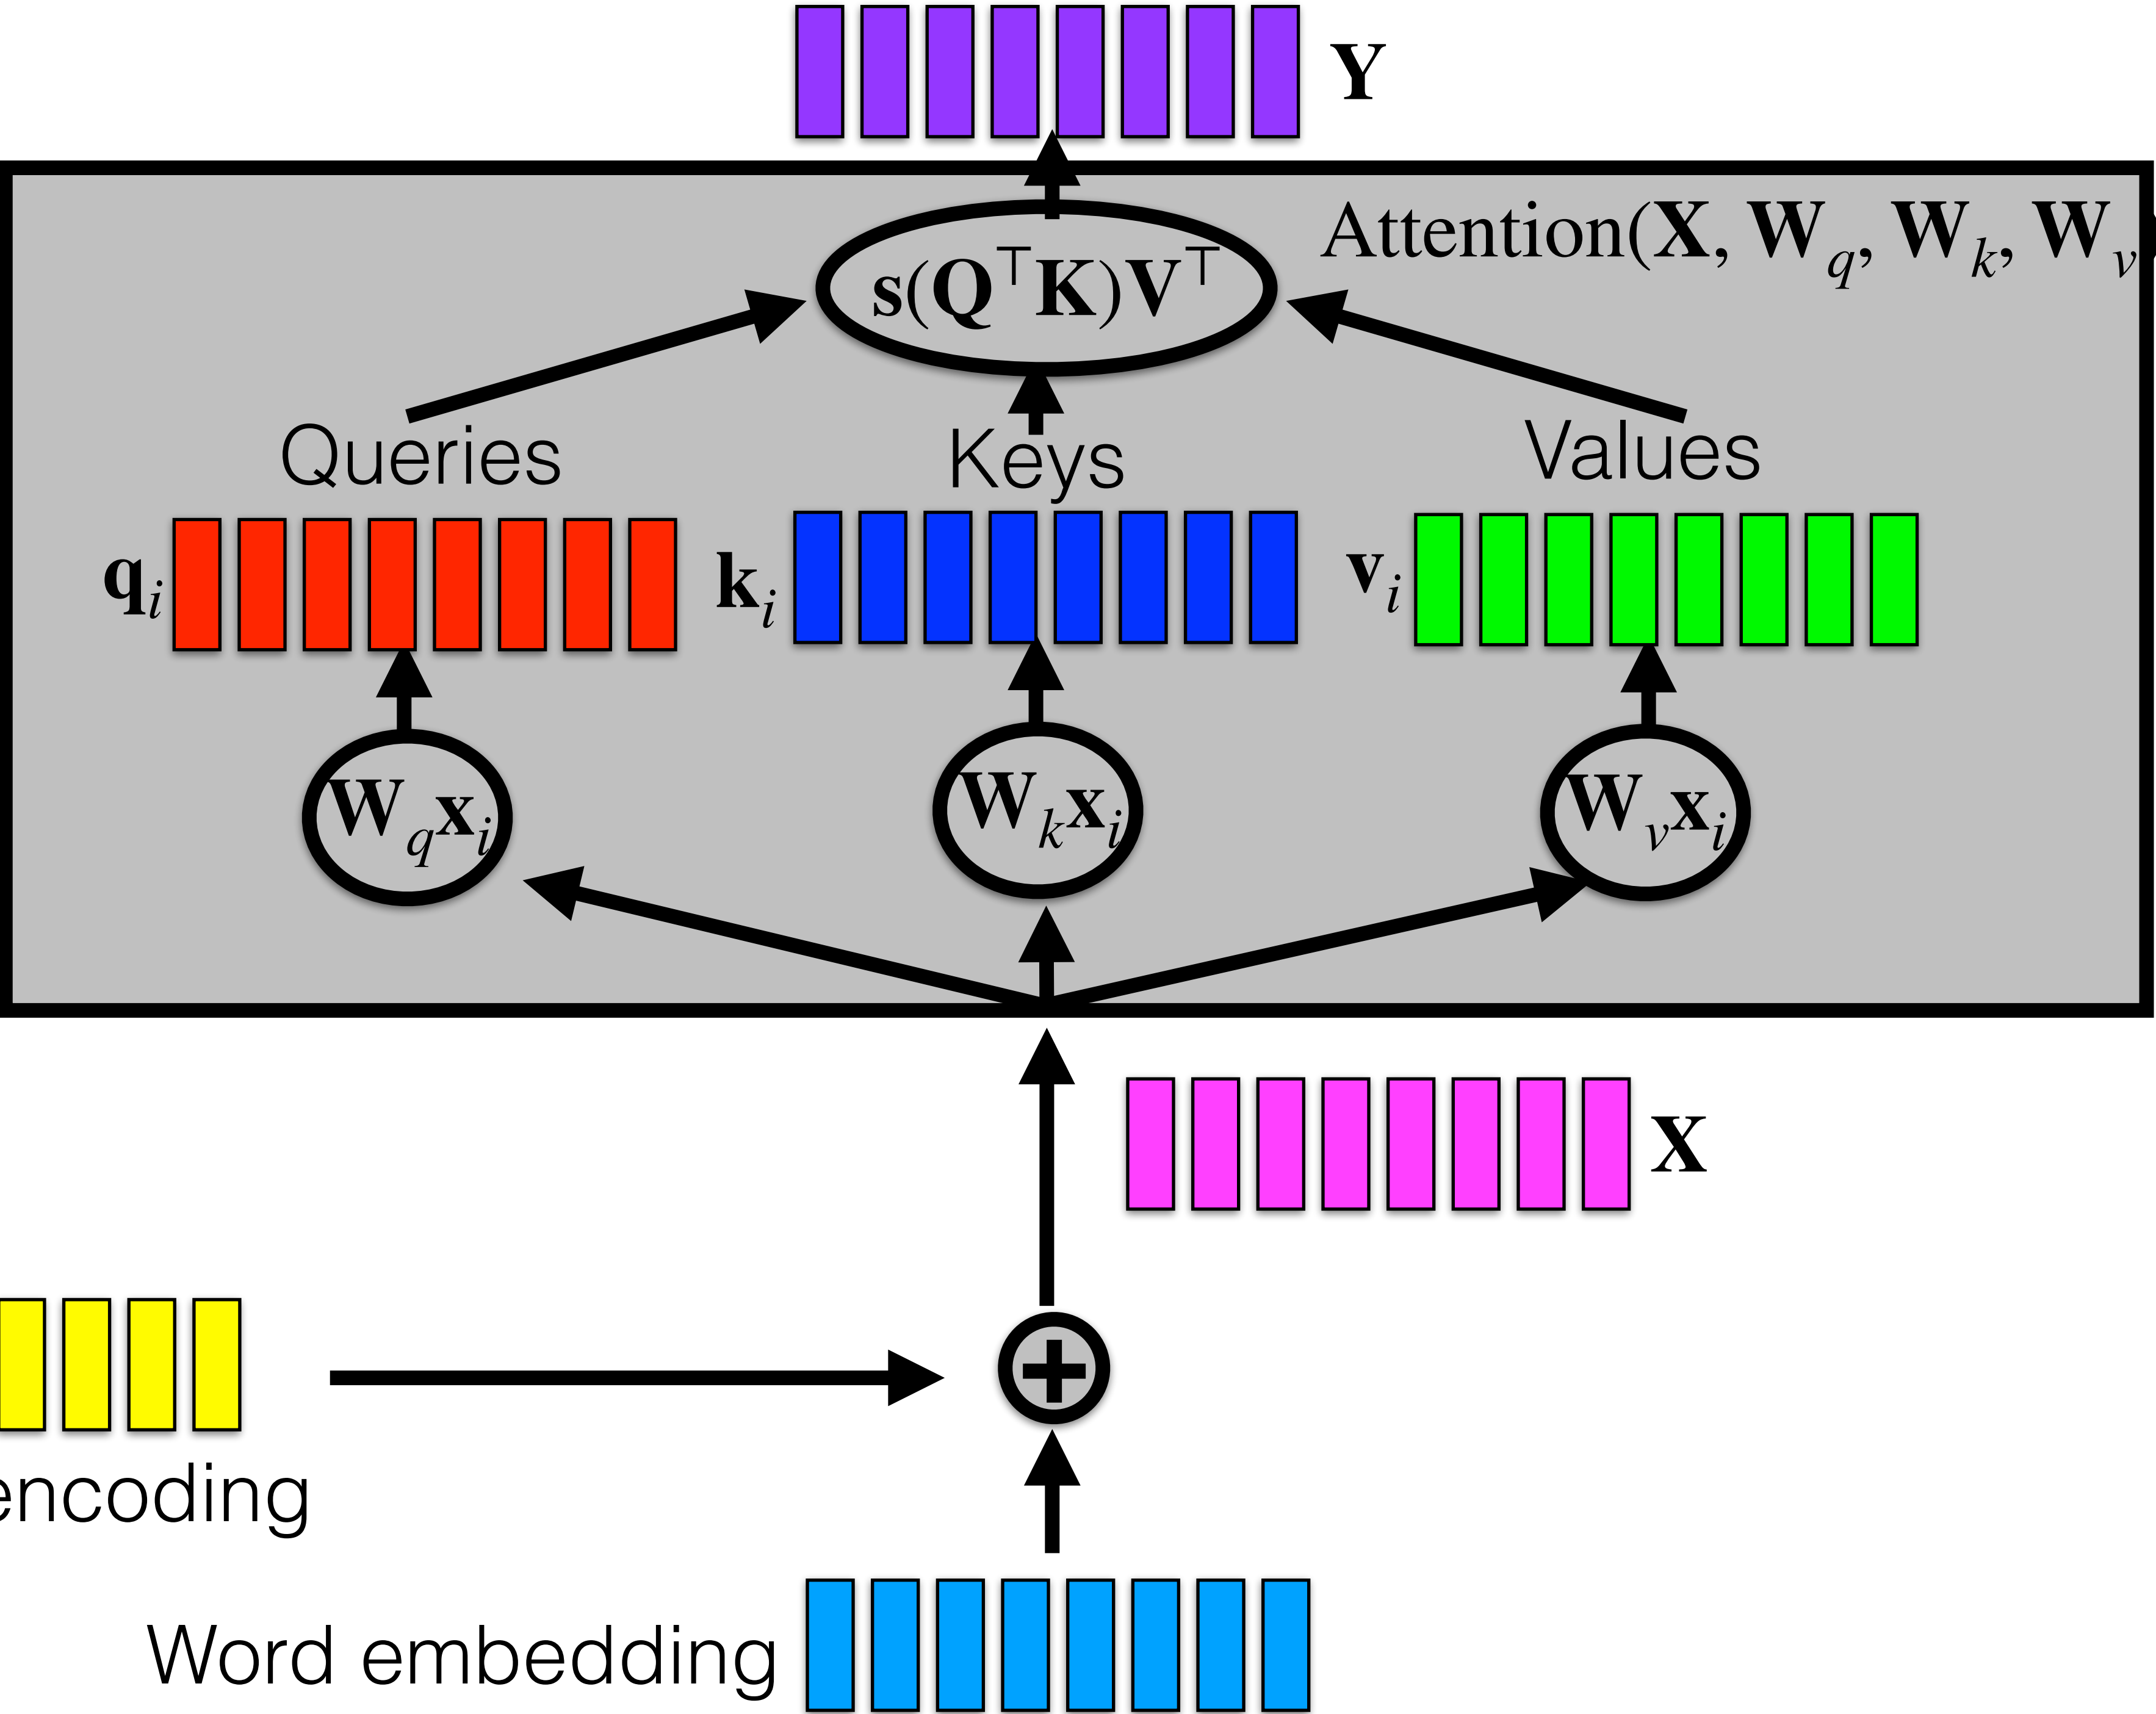 Y
Attention(X, W_q, W_k, W_v
s(Q^⊤K)V^⊤
Queries
Keys
Values
q_i
k_i
v_i
W_q x_i
W_k x_i
W_v x_i
X
+
encoding
Word embedding